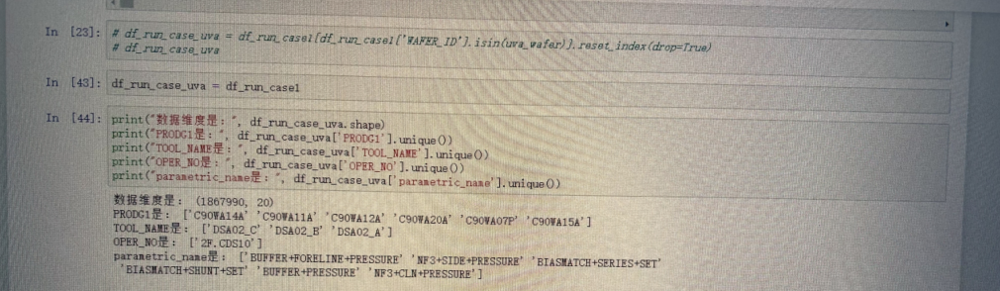 In [23]: # df_run_case_uva = df_run_case1[df_run_case1['WAFER_ID'].isin(uva_wafer)].reset_index(drop=True)
# df_run_case_uva
In [43]: df_run_case_uva = df_run_case1
In [44]: print("数据维度是：", df_run_case_uva.shape)
print("PRODG1是：", df_run_case_uva['PRODG1'].unique())
print("TOOL_NAME是：", df_run_case_uva['TOOL_NAME'].unique())
print("OPER_NO是：", df_run_case_uva['OPER_NO'].unique())
print("parametric_name是：", df_run_case_uva['parametric_name'].unique())
数据维度是： (1867990, 20)
PRODG1是： ['C90WA14A' 'C90WA11A' 'C90WA12A' 'C90WA20A' 'C90WA07P' 'C90WA15A']
TOOL_NAME是： ['DSA02_C' 'DSA02_B' 'DSA02_A']
OPER_NO是： ['2F.CDS10']
parametric_name是： ['BUFFER+FORELINE+PRESSURE' 'NF3+SIDE+PRESSURE' 'BIASMATCH+SERIES+SET'
'BIASMATCH+SHUNT+SET' 'BUFFER+PRESSURE' 'NF3+CLN+PRESSURE']